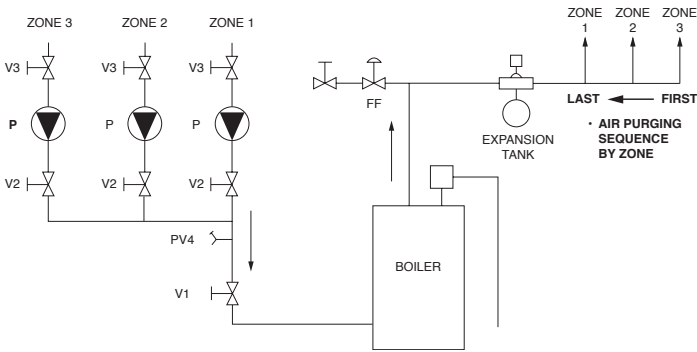 ZONE 3
ZONE 2
ZONE 1
V3
V3
V3
P
P
P
V2
V2
V2
PV4
V1
FF
BOILER
EXPANSION
TANK
ZONE
1
ZONE
2
ZONE
3
LAST
FIRST
• AIR PURGING
SEQUENCE
BY ZONE